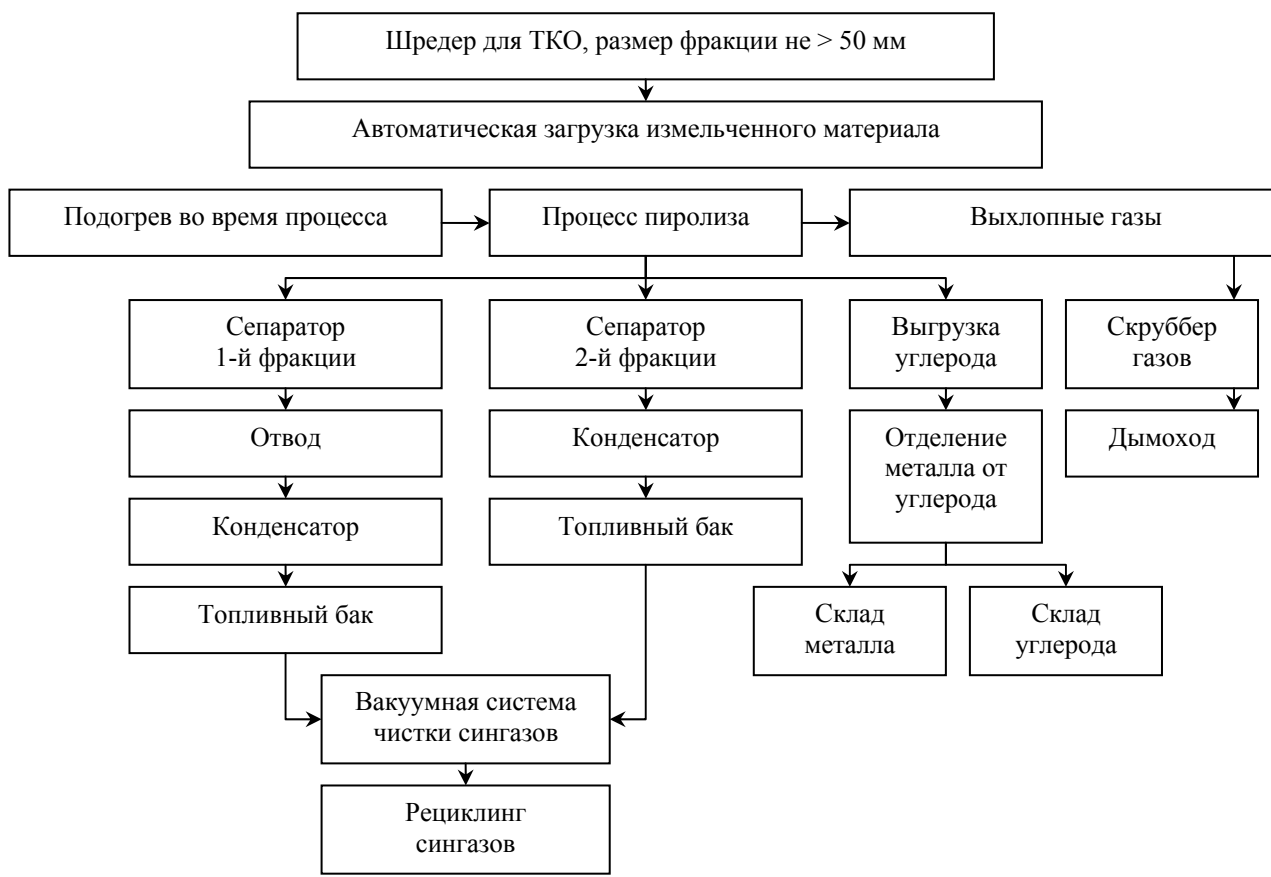 Шредер для ТКО, размер фракции не > 50 мм
Автоматическая загрузка измельченного материала
Подогрев во время процесса
Процесс пиролиза
Выхлопные газы
Сепаратор
1-й фракции
Сепаратор
2-й фракции
Выгрузка
углерода
Скруббер
газов
Отвод
Конденсатор
Отделение
металла от
углерода
Дымоход
Конденсатор
Топливный бак
Топливный бак
Склад
металла
Склад
углерода
Вакуумная система
чистки сингазов
Рециклинг
сингазов